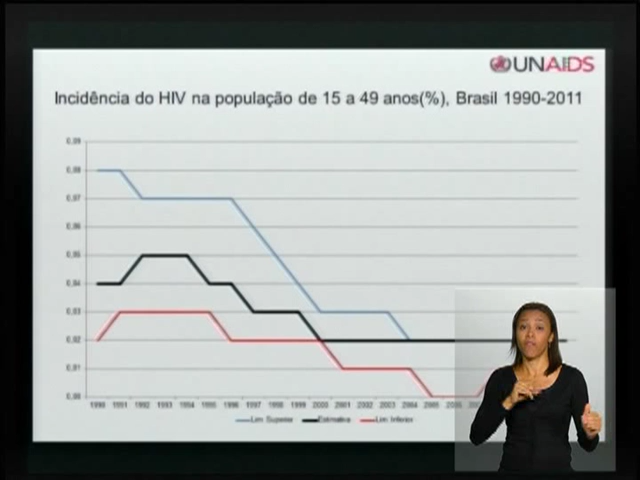 UNAIDS
Incidência do HIV na população de 15 a 49 anos(%), Brasil 1990-2011
0,09
0,08
0,07
0,06
0,05
0,04
0,03
0,02
0,01
0,00
1990 1991 1992 1993 1994 1995 1996 1997 1998 1999 2000 2001 2002 2003 2004 2005 2006
Lim. Superior Estimativa Lim. Inferior